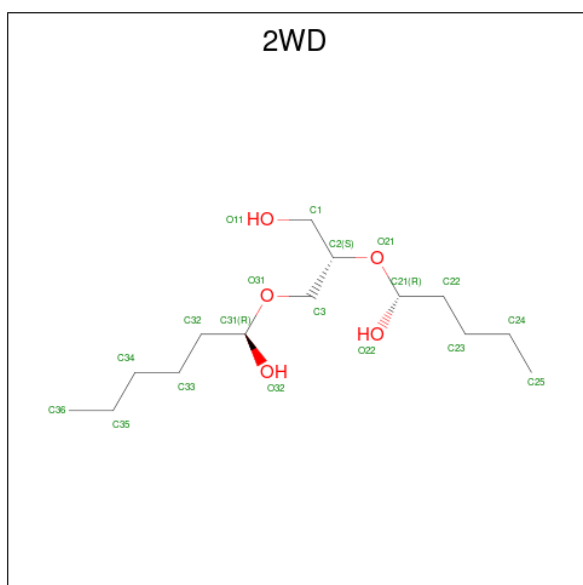 2WD
C1
HO
O11
C2(S)
O21
O
C21(R)
C22
O31
O
C3
HO
O22
C23
C24
C25
C32
C31(R)
OH
O32
C34
C33
C36
C35